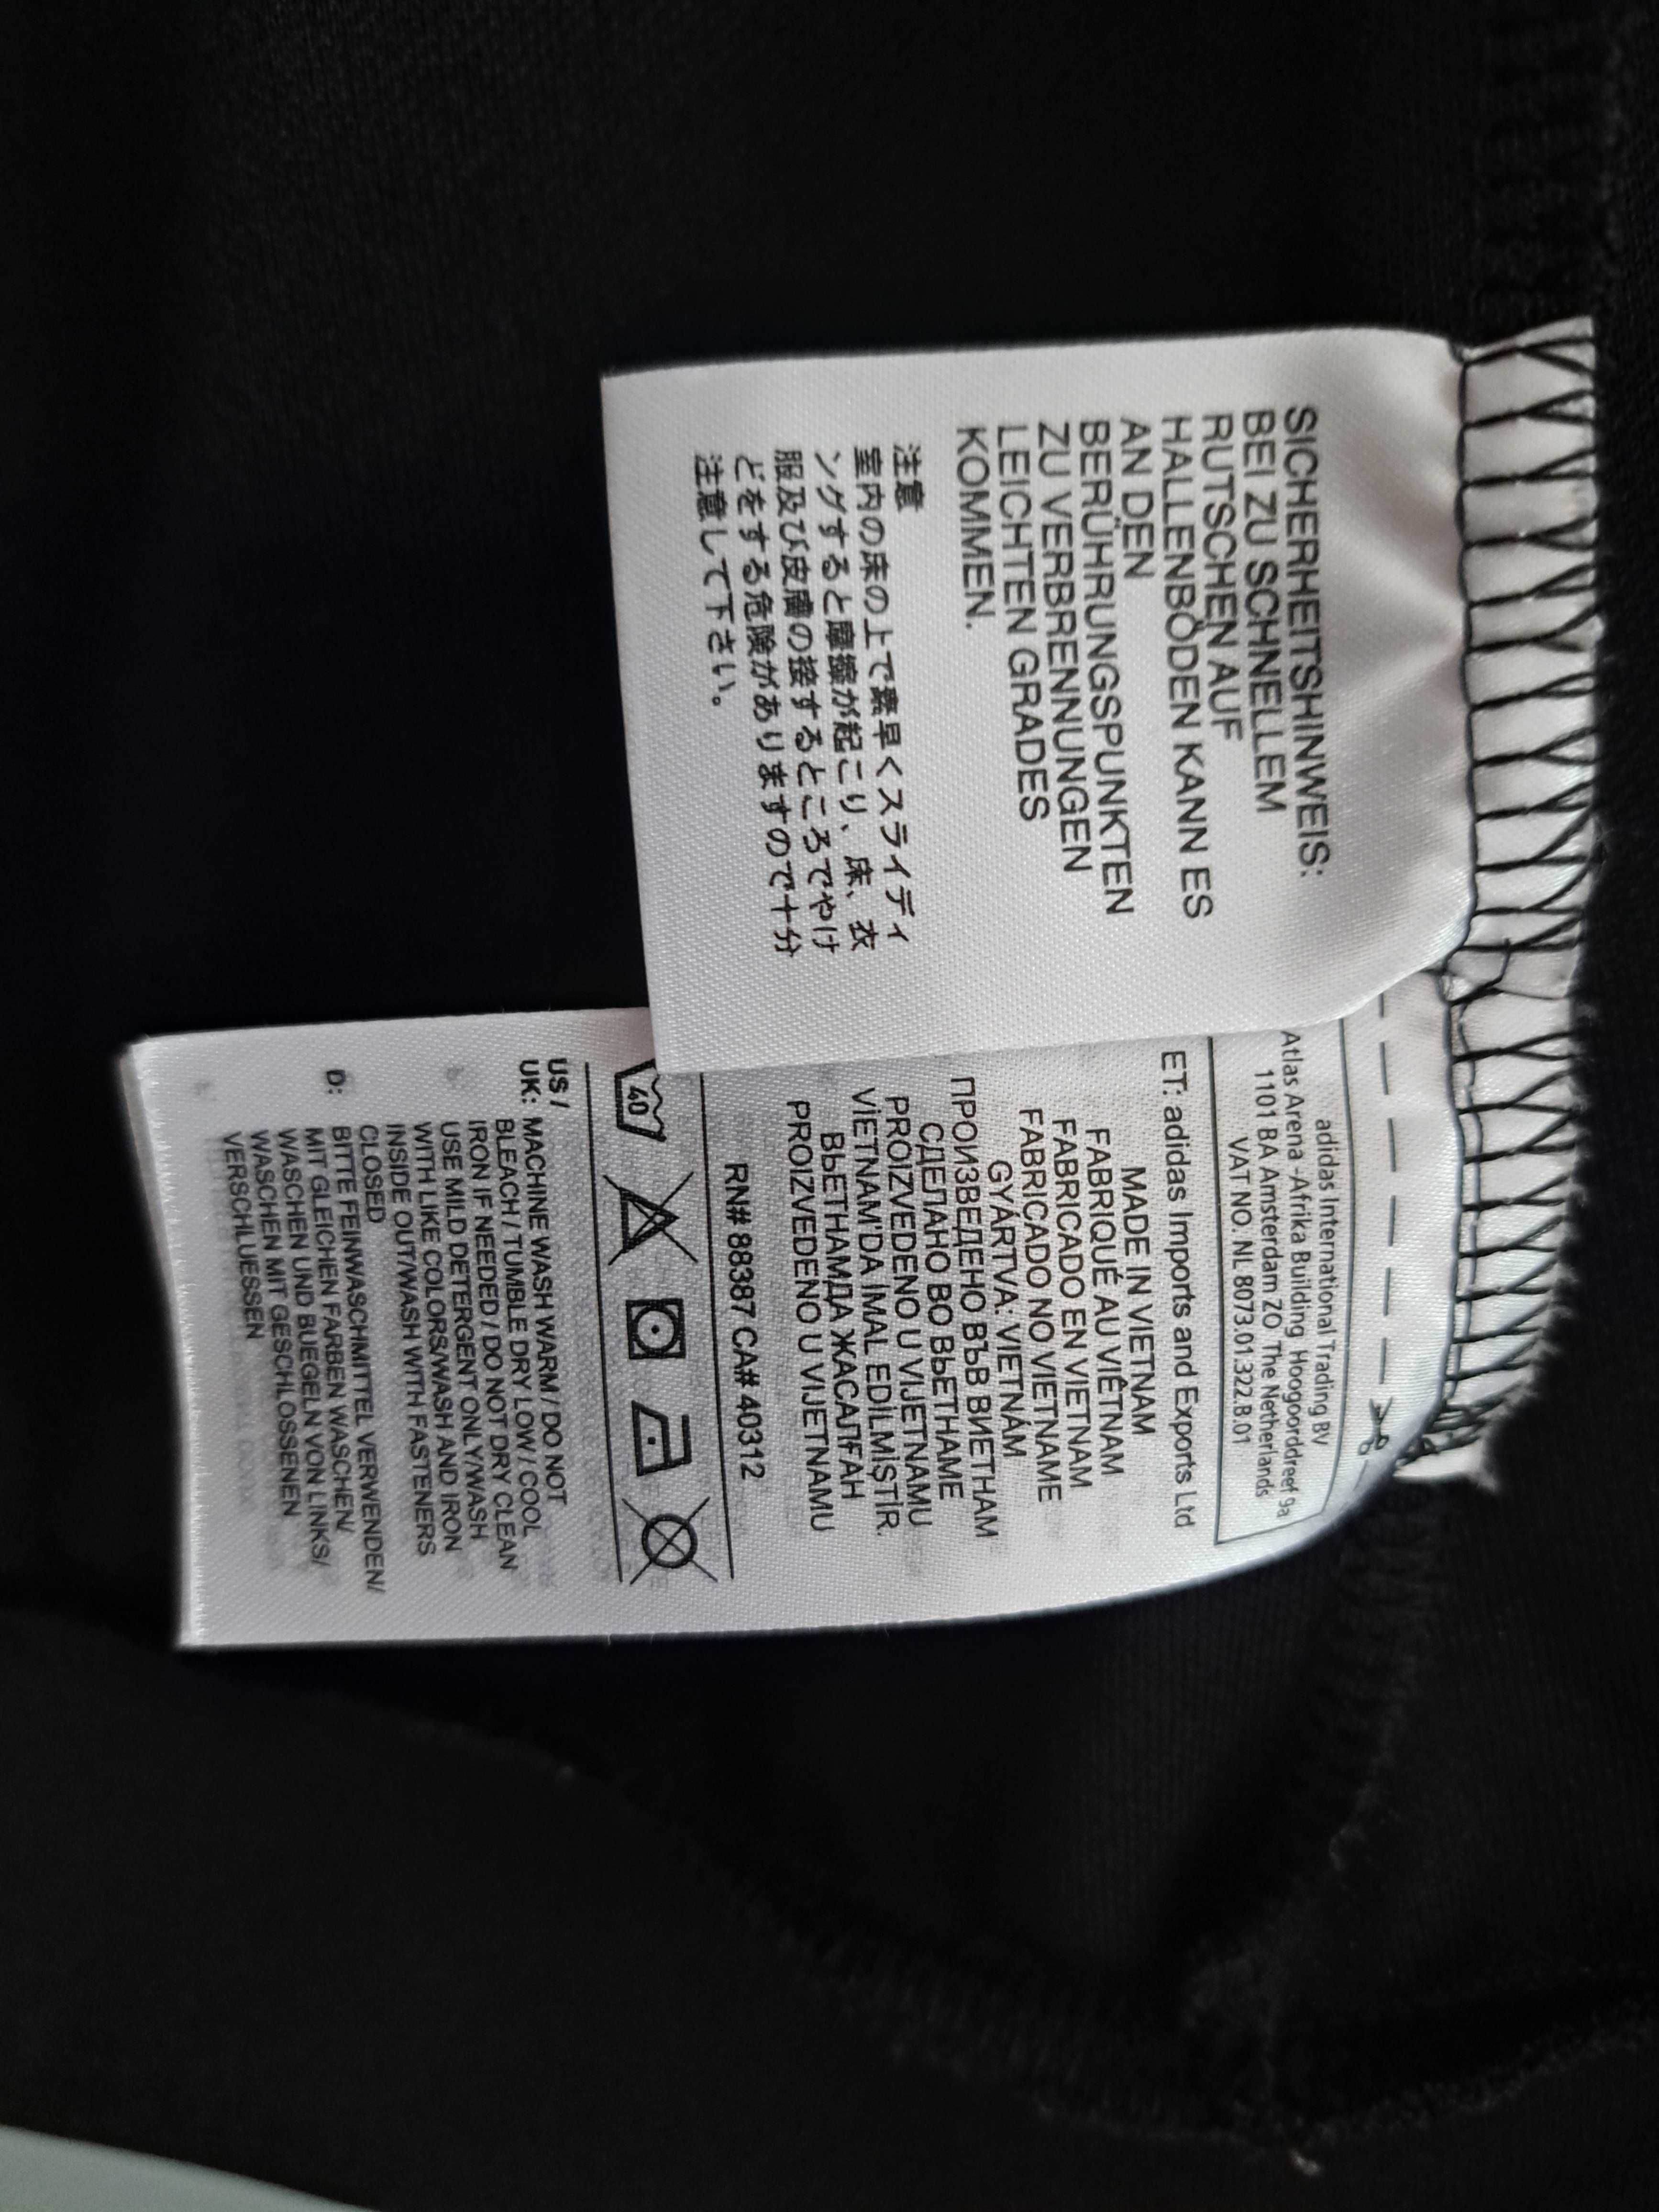 SICHERHEITSHINWEIS:
BEI ZU SCHNELLEM
RUTSCHEN AUF
HALLENBÖDEN KANN ES
AN DEN
BERÜHRUNGSPUNKTEN
ZU VERBRENNUNGEN
LEICHTEN GRADES
KOMMEN.
注意
室内の床の上で素早くスライディ
ングすると摩擦が起こり、床、衣
服及び皮膚の接するところでやけ
どをする危険がありますので十分
注意して下さい。
adidas International Trading BV
Atlas Arena -Afrika Building Hoogoorddreef 9a
1101 BA Amsterdam ZO The Netherlands
VAT NO. NL 8073.01.322.B.01
ET: adidas Imports and Exports Ltd
MADE IN VIETNAM
FABRIQUÉ AU VIÊTNAM
FABRICADO EN VIETNAM
FABRICADO NO VIETNAME
GYÁRTVA: VIETNÁM
ПРОИЗВЕДЕНО ВЪВ ВИЕТНАМ
СДЕЛАНО ВО ВЬЕТНАМЕ
PROIZVEDENO U VIJETNAMU
VİETNAM'DA İMAL EDİLMİŞTİR.
ВЬЕТНАМДА ЖАСАЛҒАН
PROIZVEDENO U VIJETNAMU
RN# 88387 CA# 40312
40
US /
UK: MACHINE WASH WARM / DO NOT
BLEACH / TUMBLE DRY LOW / COOL
IRON IF NEEDED / DO NOT DRY CLEAN
USE MILD DETERGENT ONLY/WASH
WITH LIKE COLORS/WASH AND IRON
INSIDE OUT/WASH WITH FASTENERS
CLOSED
D: BITTE FEINWASCHMITTEL VERWENDEN/
MIT GLEICHEN FARBEN WASCHEN/
WASCHEN UND BUEGELN VON LINKS/
WASCHEN MIT GESCHLOSSENEN
VERSCHLUESSEN